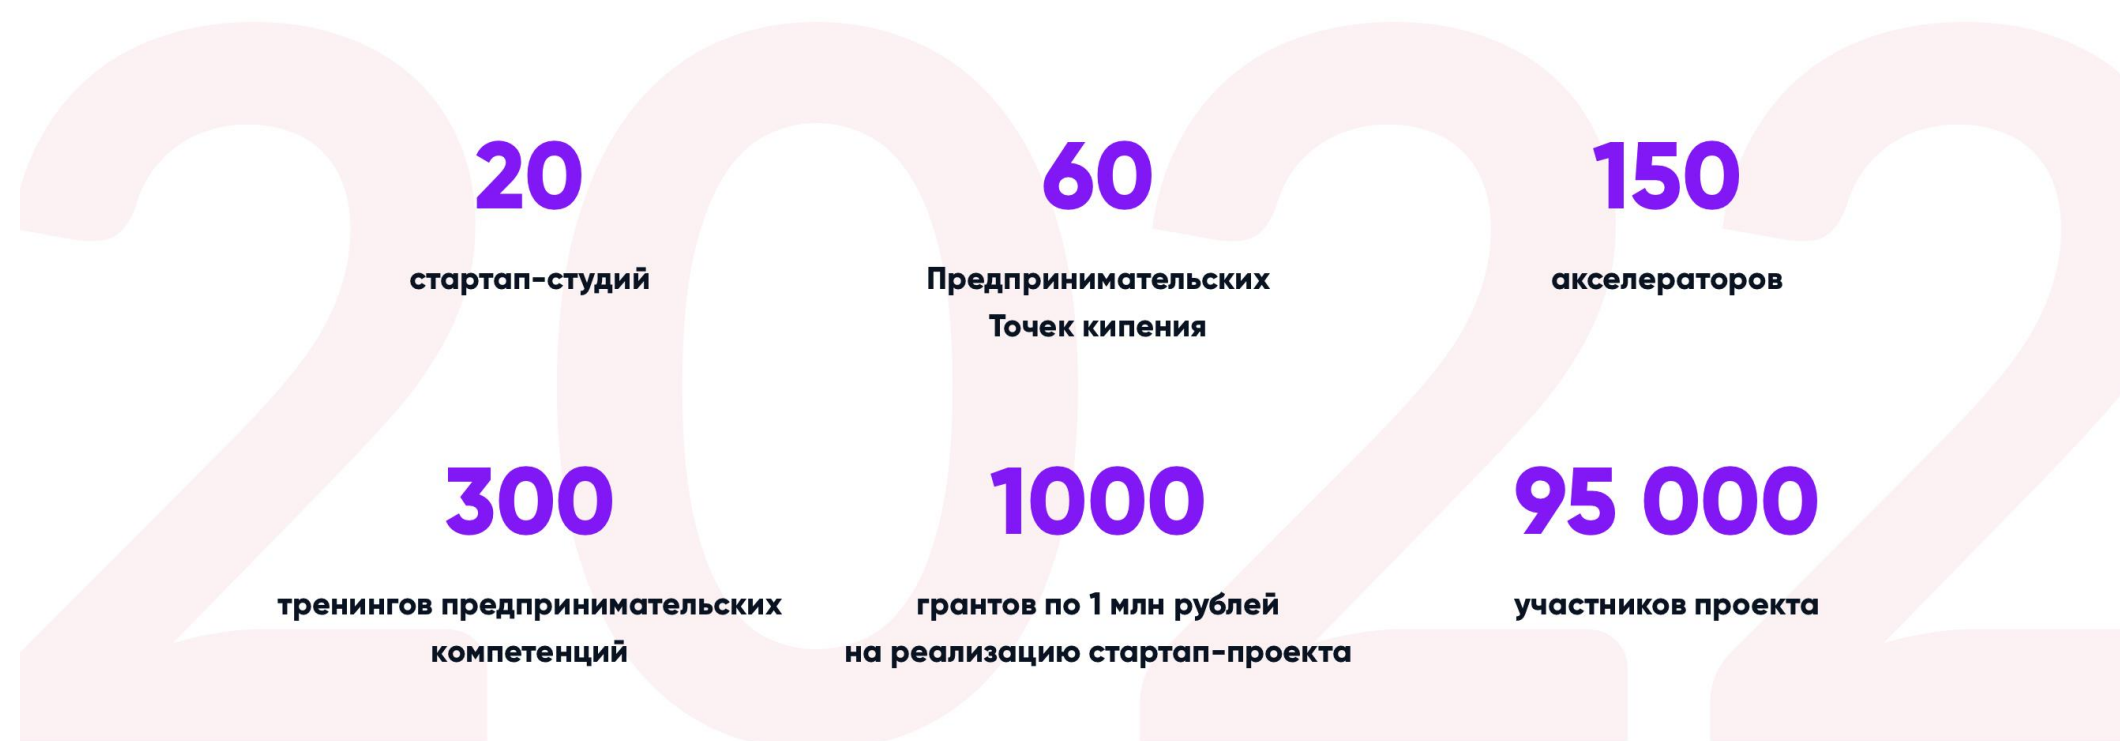 2022
20
стартап-студий
60
Предпринимательских
Точек кипения
150
акселераторов
300
тренингов предпринимательских
компетенций
1000
грантов по 1 млн рублей
на реализацию стартап-проекта
95 000
участников проекта